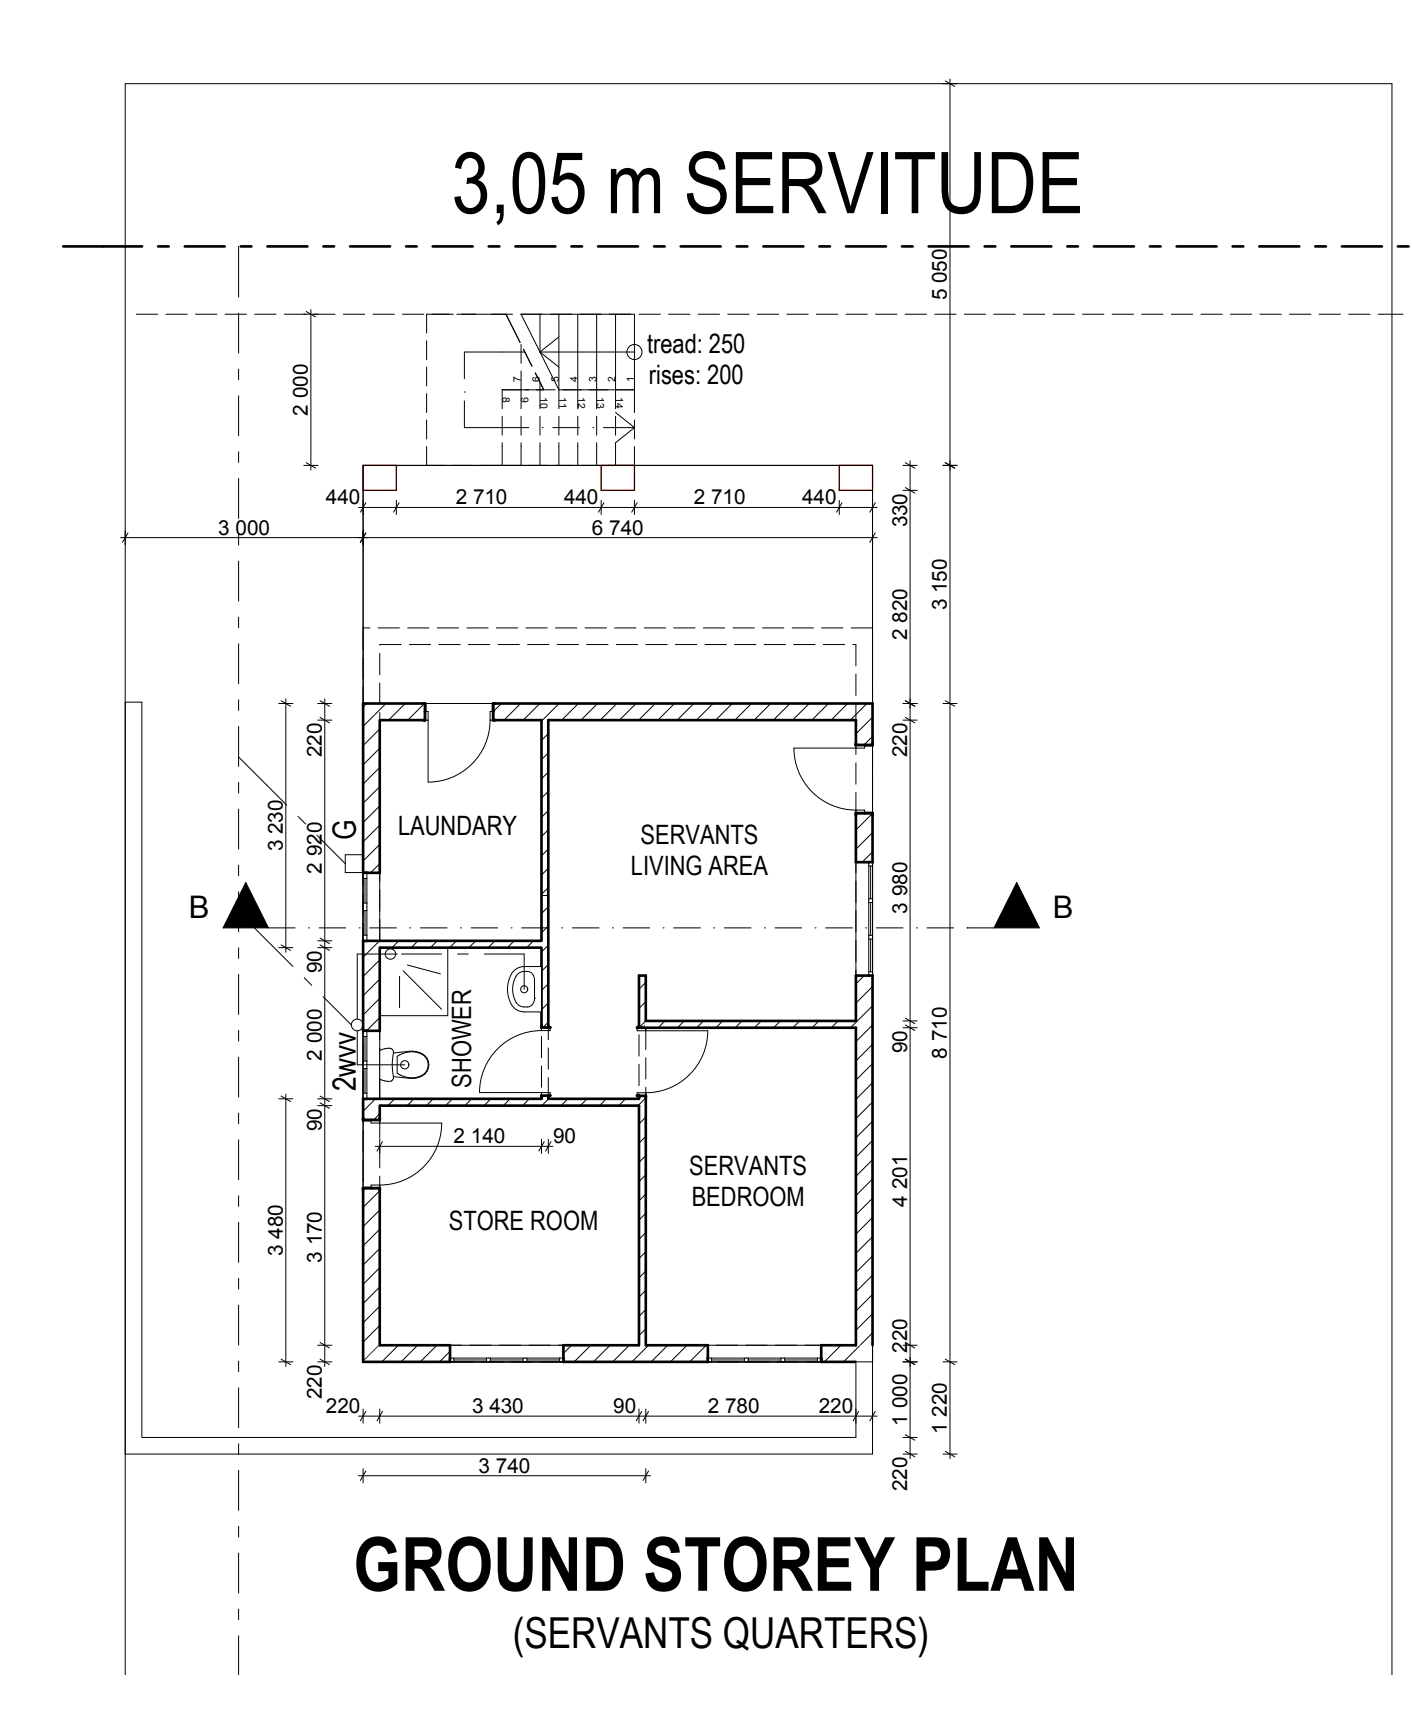 3,05 m SERVITUDE
5 050
tread: 250
rises: 200
2 000
7 6 5 4 3 2 1
8 9 10 11 12 13 14
440 2 710 440 2 710 440
330
3 000 6 740
3 150
2 820
220 220
3 230
2 920
G
LAUNDARY
SERVANTS
LIVING AREA
3 980
B B
90
2 000
2wvv
SHOWER
90
8 710
90
2 140 90
SERVANTS
BEDROOM
4 201
3 480
3 170
STORE ROOM
220
220
220 3 430 90 2 780 220
1 000
1 220
3 740
220
GROUND STOREY PLAN
(SERVANTS QUARTERS)